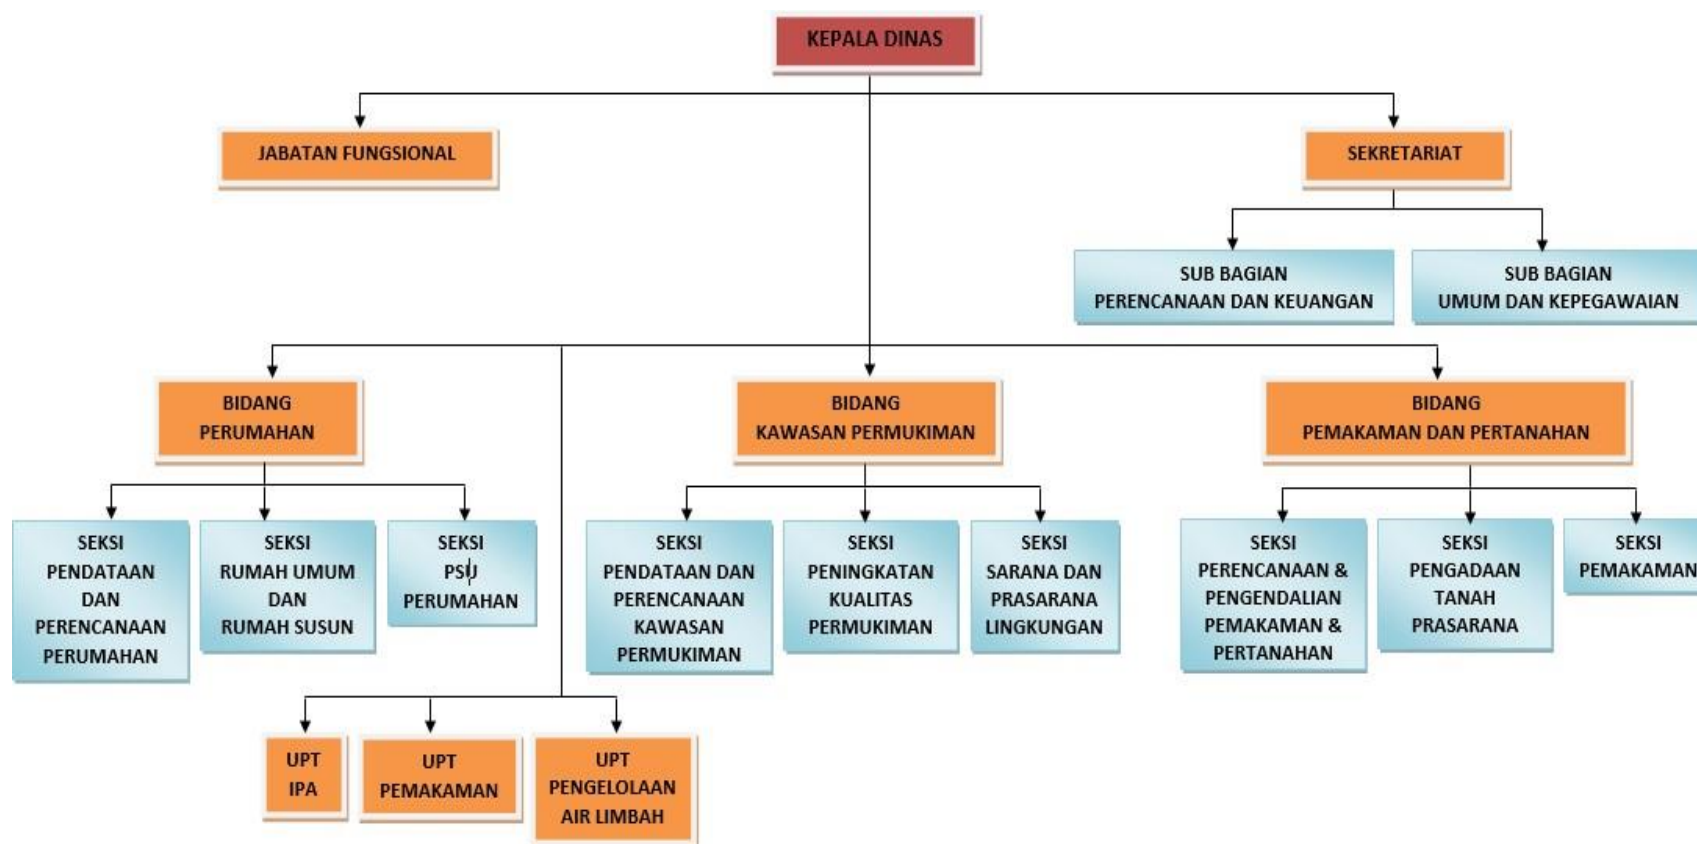 KEPALA DINAS
JABATAN FUNGSIONAL
SEKRETARIAT
SUB BAGIAN
PERENCANAAN DAN KEUANGAN
SUB BAGIAN
UMUM DAN KEPEGAWAIAN
BIDANG
PERUMAHAN
BIDANG
KAWASAN PERMUKIMAN
BIDANG
PEMAKAMAN DAN PERTANAHAN
SEKSI
PENDATAAN
DAN
PERENCANAAN
PERUMAHAN
SEKSI
RUMAH UMUM
DAN
RUMAH SUSUN
SEKSI
PSU
PERUMAHAN
SEKSI
PENDATAAN DAN
PERENCANAAN
KAWASAN
PERMUKIMAN
SEKSI
PENINGKATAN
KUALITAS
PERMUKIMAN
SEKSI
SARANA DAN
PRASARANA
LINGKUNGAN
SEKSI
PERENCANAAN &
PENGENDALIAN
PEMAKAMAN &
PERTANAHAN
SEKSI
PENGADAAN
TANAH
PRASARANA
SEKSI
PEMAKAMAN
UPT
IPA
UPT
PEMAKAMAN
UPT
PENGELOLAAN
AIR LIMBAH